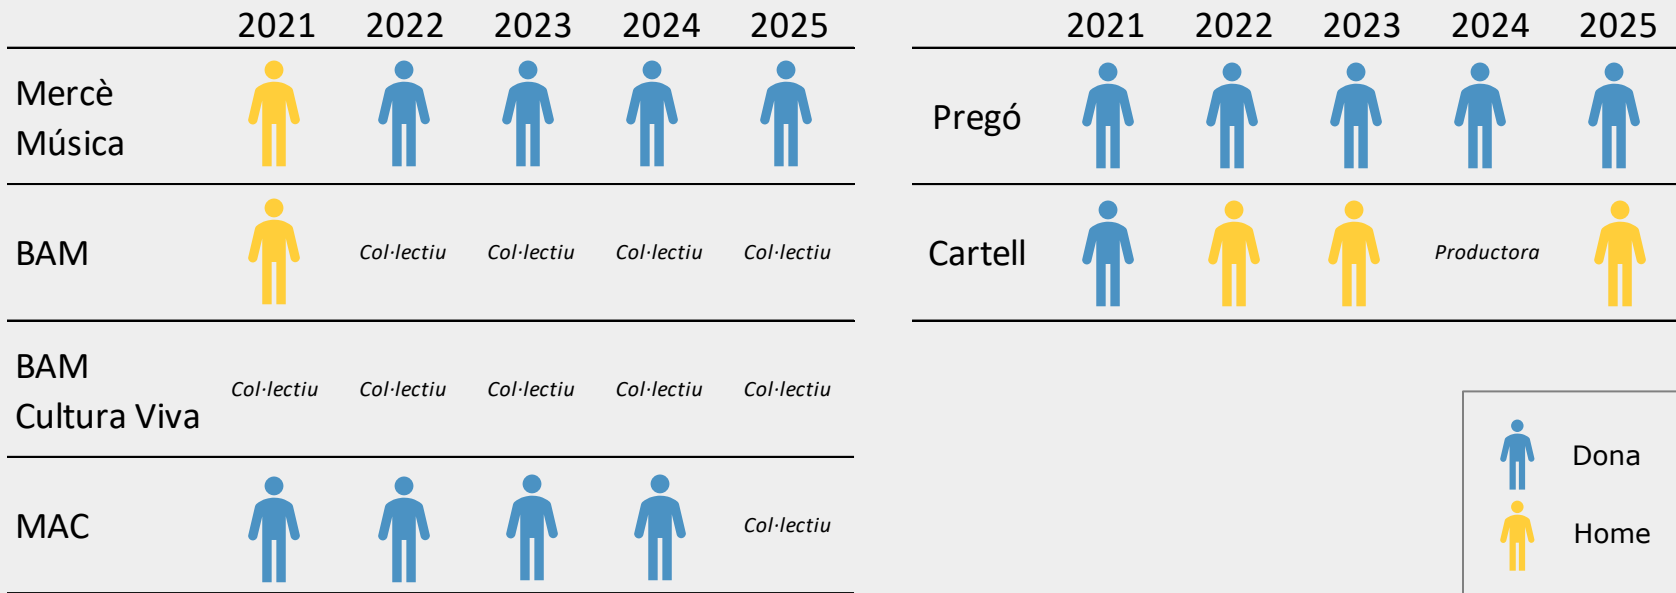 2021 2022 2023 2024 2025
Mercè
Música
BAM Col·lectiu Col·lectiu Col·lectiu Col·lectiu
BAM
Cultura Viva
Col·lectiu Col·lectiu Col·lectiu Col·lectiu Col·lectiu
MAC Col·lectiu
2021 2022 2023 2024 2025
Pregó
Cartell Productora
Dona
Home